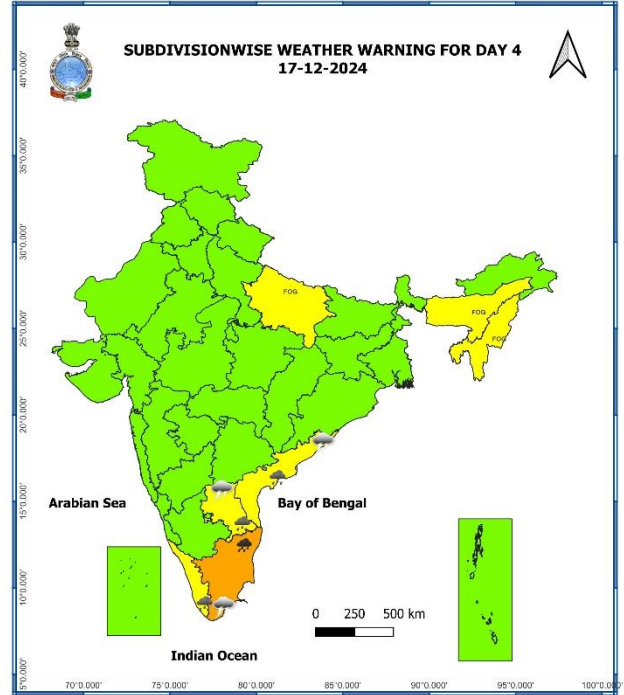 SUBDIVISIONWISE WEATHER WARNING FOR DAY 4
17-12-2024
40°0.000'
35°0.000'
30°0.000'
25°0.000'
20°0.000'
15°0.000'
10°0.000'
5°0.000'
FOG
FOG
FOG
Arabian Sea
Bay of Bengal
0 250 500 km
Indian Ocean
70°0.000' 75°0.000' 80°0.000' 85°0.000' 90°0.000' 95°0.000' 100°0.000'